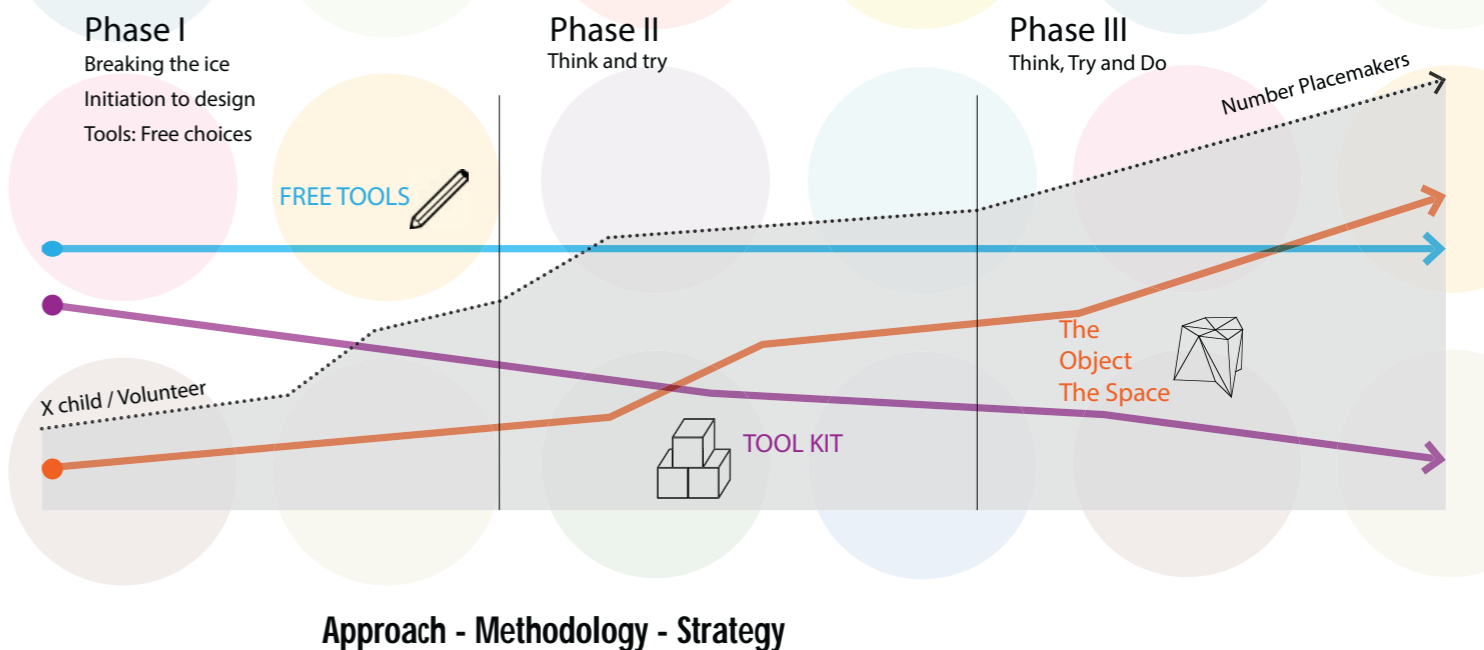 Phase I
Breaking the ice
Initiation to design
Tools: Free choices
Phase II
Think and try
Phase III
Think, Try and Do
Number Placemakers
FREE TOOLS
X child / Volunteer
The
Object
The Space
TOOL KIT
Approach - Methodology - Strategy